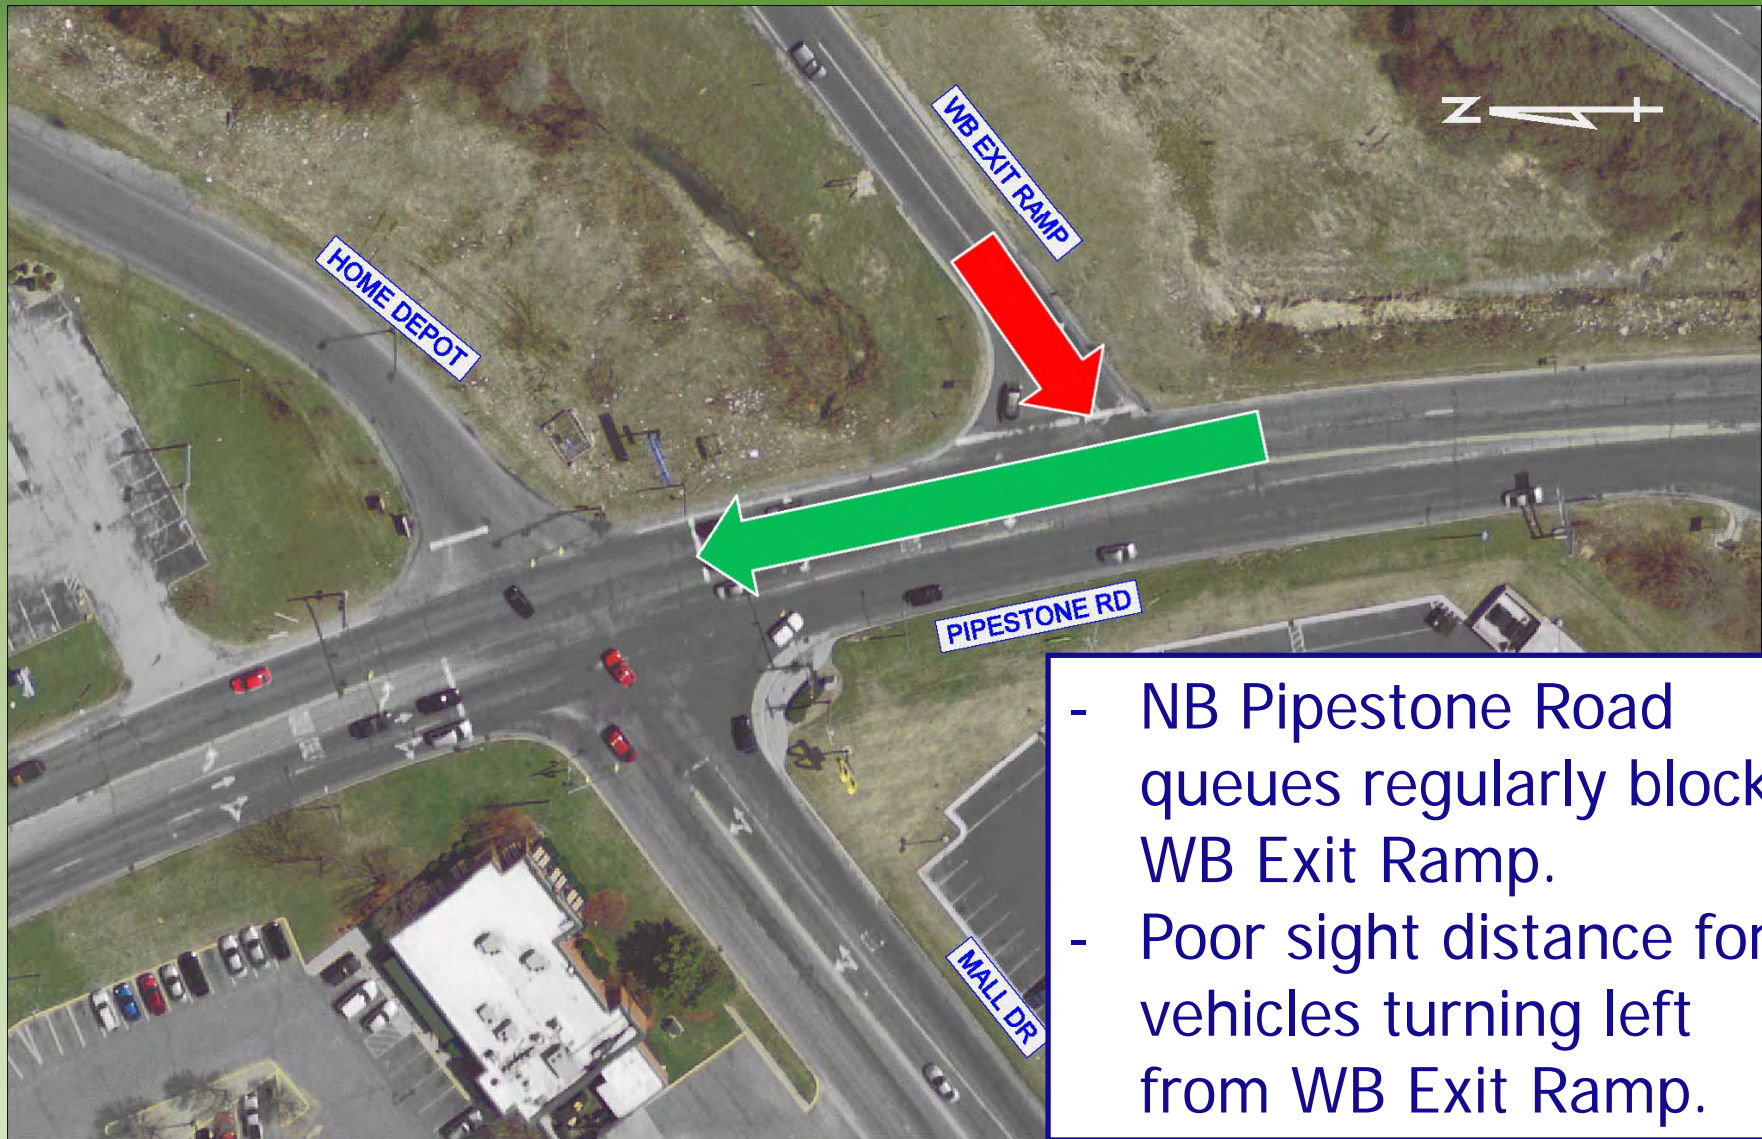 WB EXIT RAMP
Z
HOME DEPOT
PIPESTONE RD
- NB Pipestone Road
queues regularly block
WB Exit Ramp.
- Poor sight distance for
vehicles turning left
from WB Exit Ramp.
MALL DR